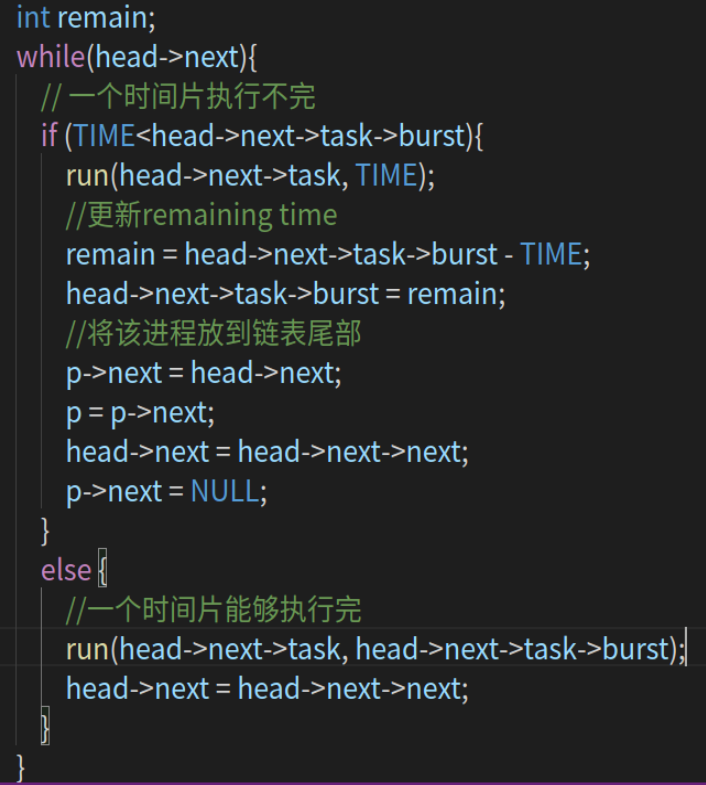 int remain;
while(head->next){
// 一个时间片执行不完
if (TIME<head->next->task->burst){
run(head->next->task, TIME);
//更新remaining time
remain = head->next->task->burst - TIME;
head->next->task->burst = remain;
//将该进程放到链表尾部
p->next = head->next;
p = p->next;
head->next = head->next->next;
p->next = NULL;
}
else {
//一个时间片能够执行完
run(head->next->task, head->next->task->burst);
head->next = head->next->next;
}
}